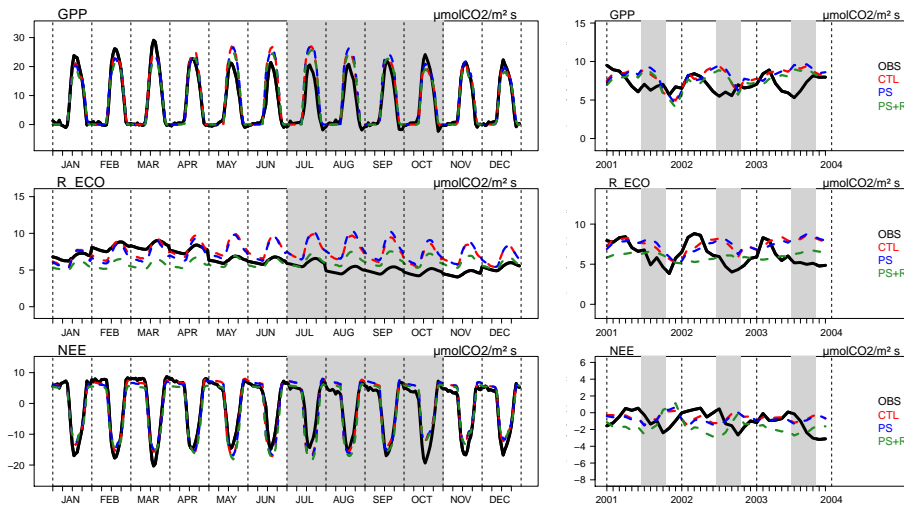 GPP
µmolCO2/m² s
30
20
10
0
JAN FEB MAR APR MAY JUN JUL AUG SEP OCT NOV DEC
GPP
µmolCO2/m² s
15
10
5
0
2001 2002 2003 2004
OBS
CTL
PS
PS+R
R_ECO
µmolCO2/m² s
15
10
5
0
JAN FEB MAR APR MAY JUN JUL AUG SEP OCT NOV DEC
R_ECO
µmolCO2/m² s
10
5
0
2001 2002 2003 2004
OBS
CTL
PS
PS+R
NEE
µmolCO2/m² s
10
0
−10
−20
JAN FEB MAR APR MAY JUN JUL AUG SEP OCT NOV DEC
NEE
µmolCO2/m² s
6
4
2
0
−2
−4
−6
−8
2001 2002 2003 2004
OBS
CTL
PS
PS+R